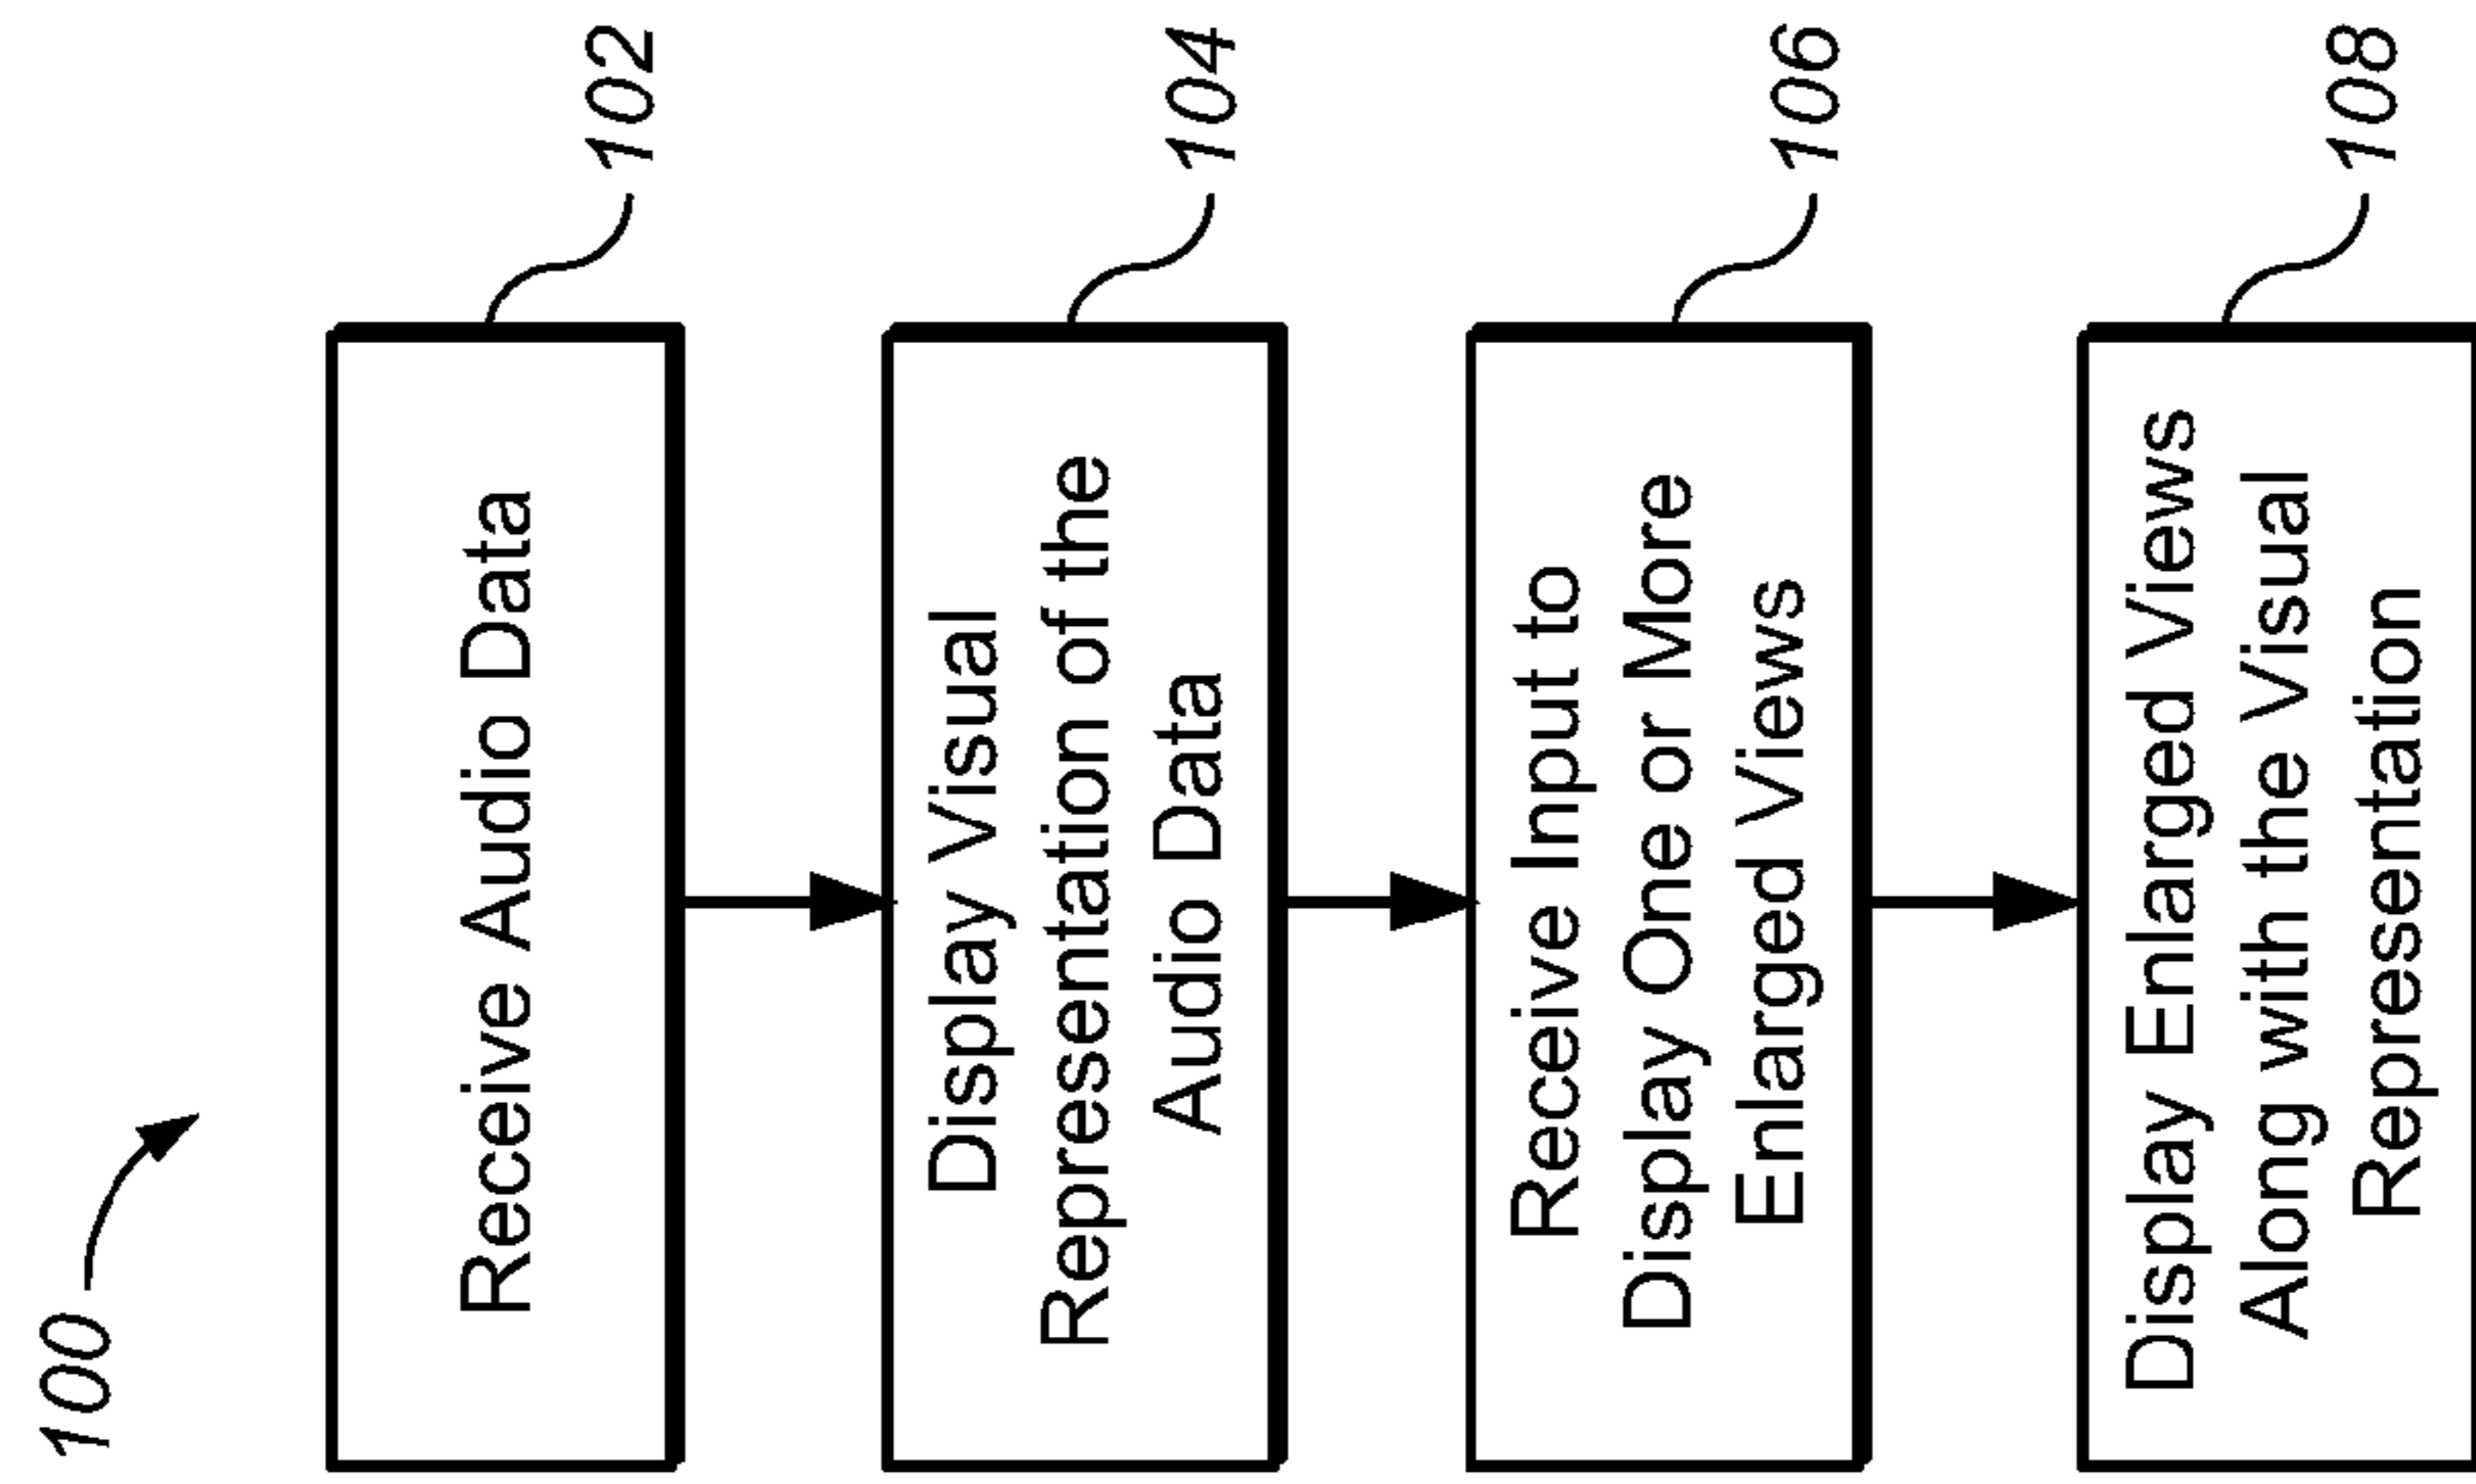 100
Receive Audio Data
102
Display Visual
Representation of the
Audio Data
104
Receive Input to
Display One or More
Enlarged Views
106
Display Enlarged Views
Along with the Visual
Representation
108